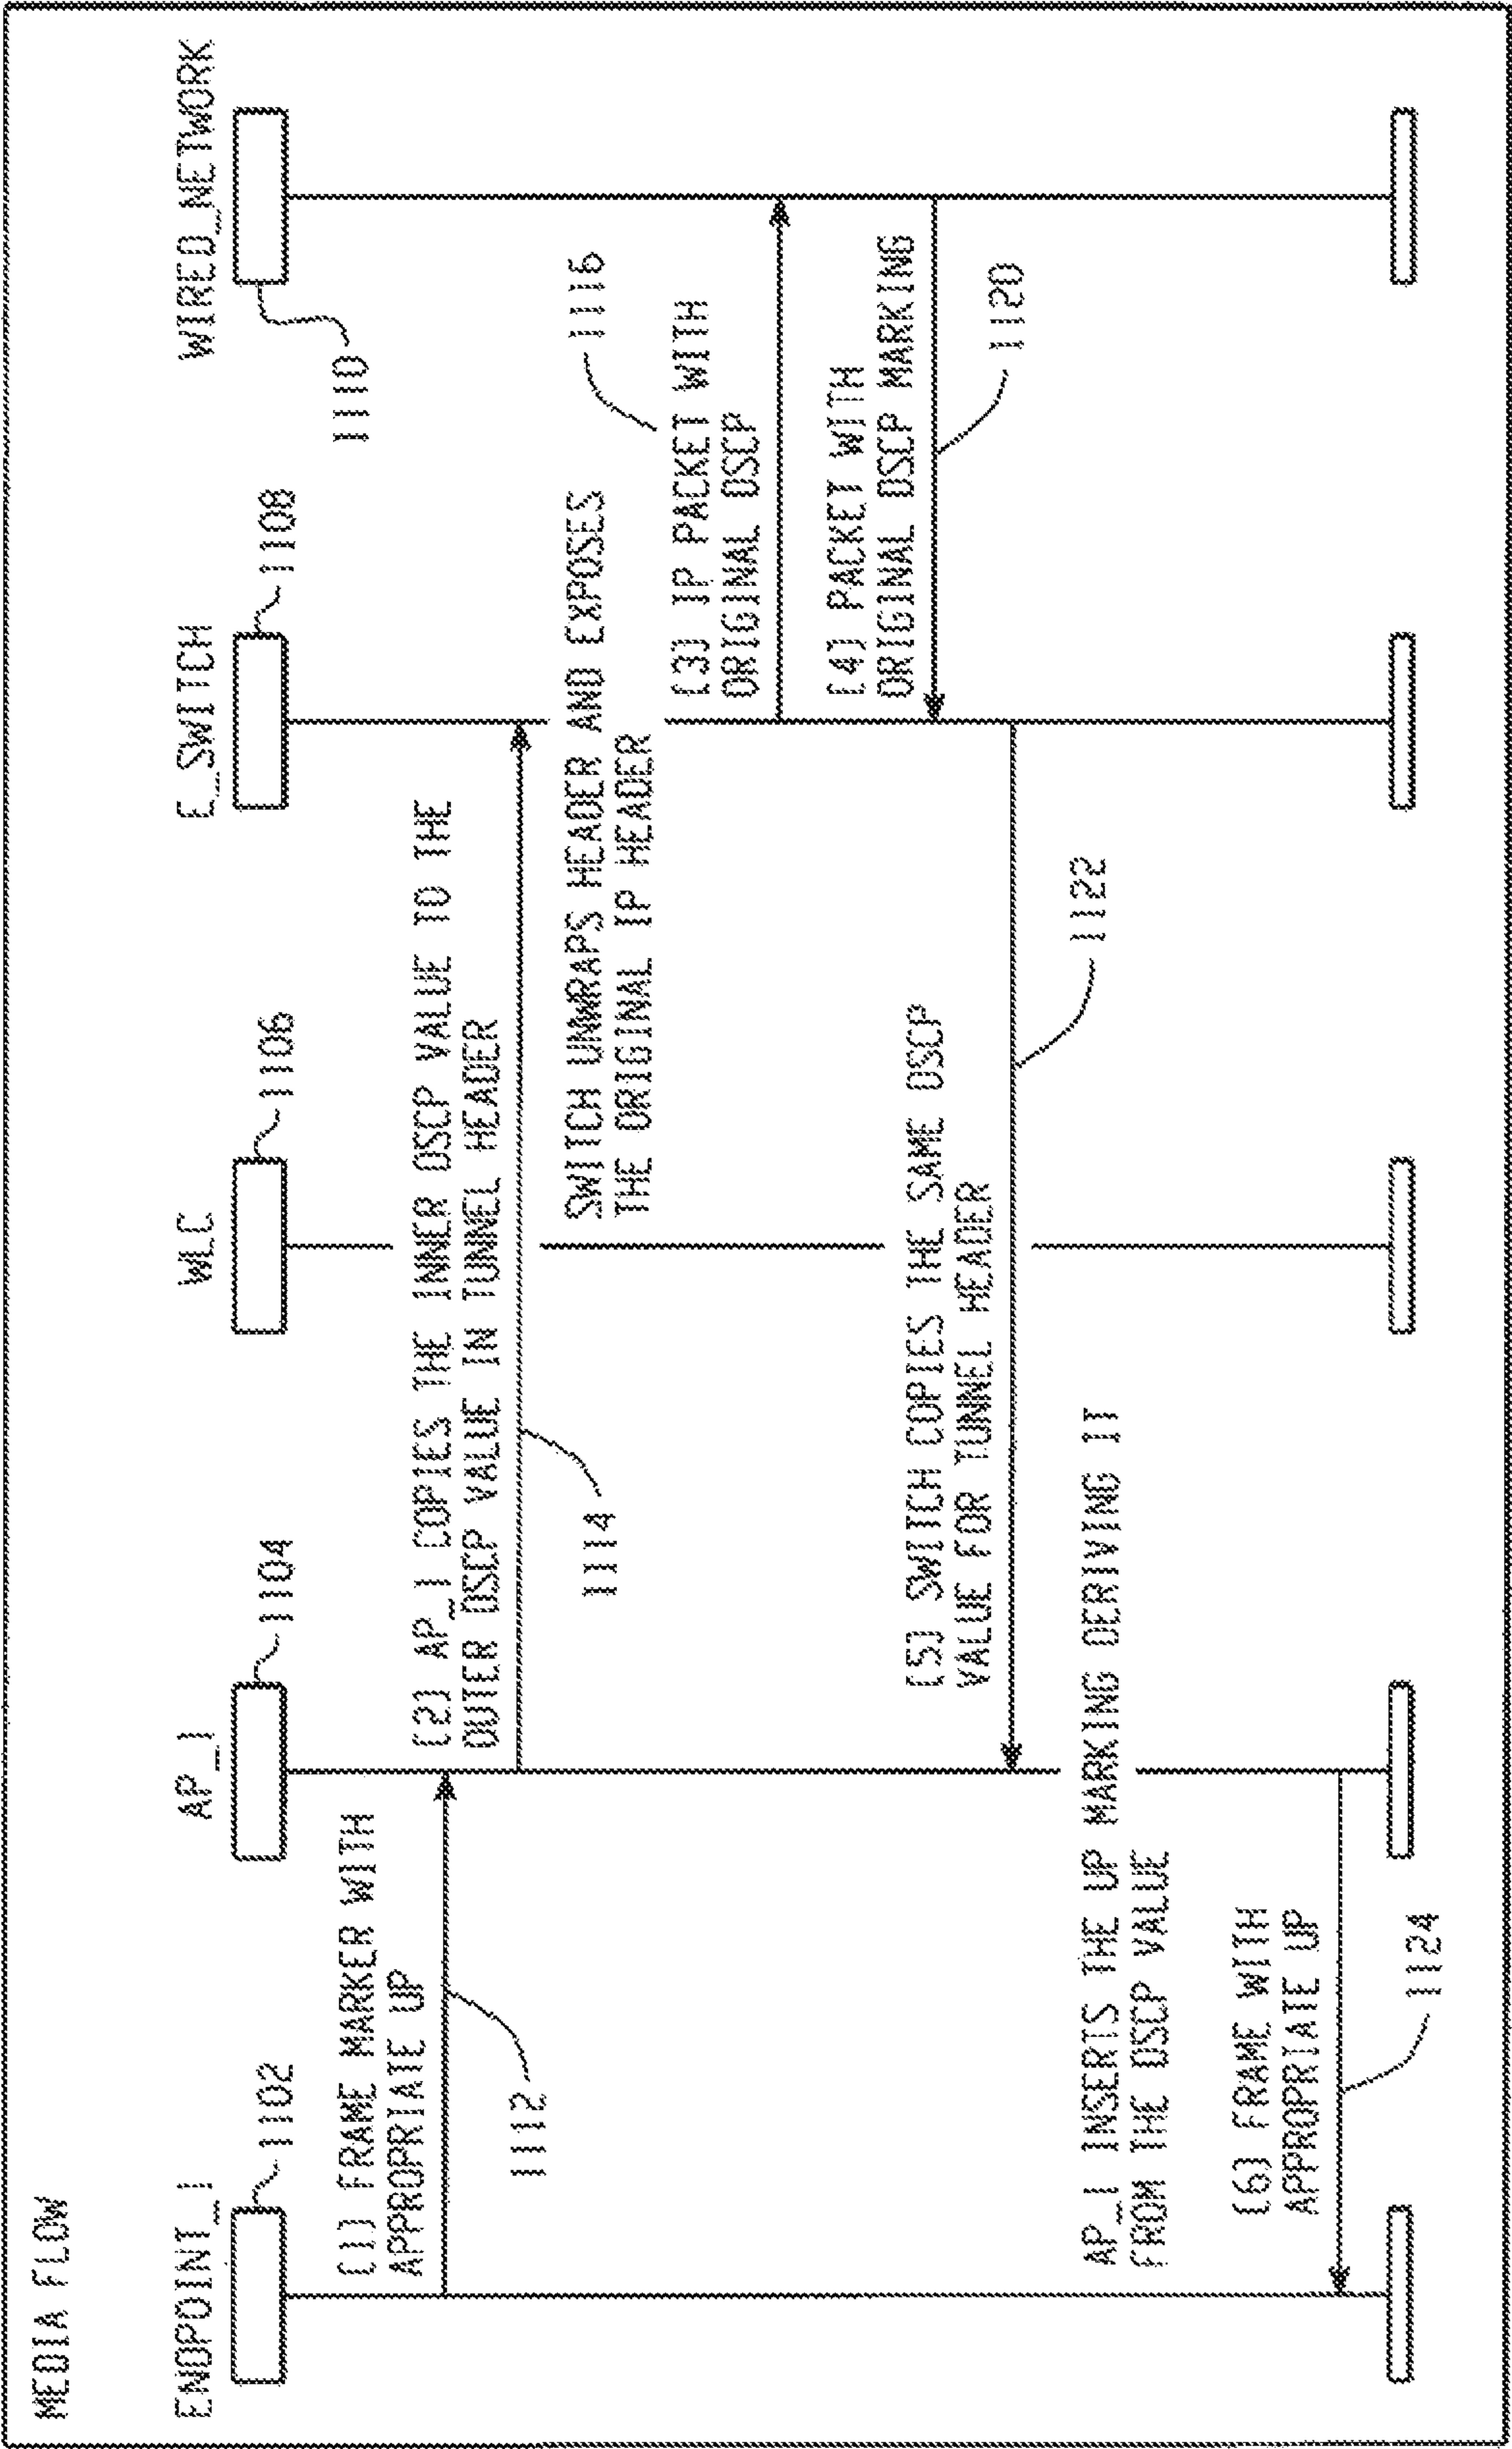 MEDIA FLOW
ENDPOINT_1
AP_1
WLC
E_SWITCH
WIRED_NETWORK
1102
1104
1106
1108
1110
(1) FRAME MARKER WITH
APPROPRIATE UP
1112
(2) AP_1 COPIES THE INNER DSCP VALUE TO THE
OUTER DSCP VALUE IN TUNNEL HEADER
1114
SWITCH UNWRAPS HEADER AND EXPOSES
THE ORIGINAL IP HEADER
1116
(3) IP PACKET WITH
ORIGINAL DSCP
(4) PACKET WITH
ORIGINAL DSCP MARKING
1120
(5) SWITCH COPIES THE SAME DSCP
VALUE FOR TUNNEL HEADER
1122
AP_1 INSERTS THE UP MARKING DERIVING IT
FROM THE DSCP VALUE
(6) FRAME WITH
APPROPRIATE UP
1124